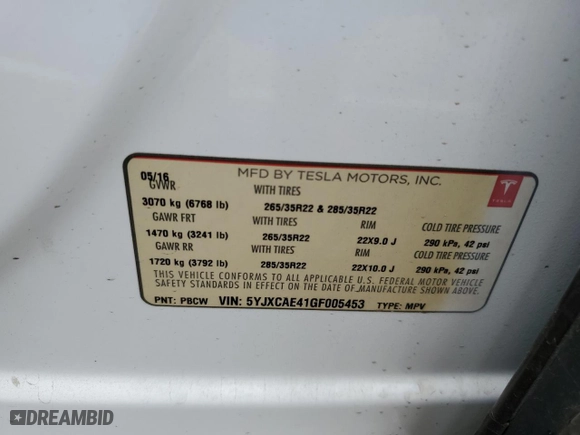 MFD BY TESLA MOTORS, INC.
05/16
GVWR WITH TIRES
3070 kg (6768 lb) 265/35R22 & 285/35R22
GAWR FRT WITH TIRES RIM COLD TIRE PRESSURE
1470 kg (3241 lb) 265/35R22 22X9.0 J 290 kPs, 42 psi
GAWR RR WITH TIRES RIM COLD TIRE PRESSURE
1720 kg (3792 lb) 285/35R22 22X10.0 J 290 kPs, 42 psi
THIS VEHICLE CONFORMS TO ALL APPLICABLE U.S. FEDERAL MOTOR VEHICLE
SAFETY STANDARDS IN EFFECT ON THE DATE OF MANUFACTURE SHOWN ABOVE.
PNT: PBCW VIN: 5YJXCAE41GF005453 TYPE: MPV
TESLA
DREAMBID